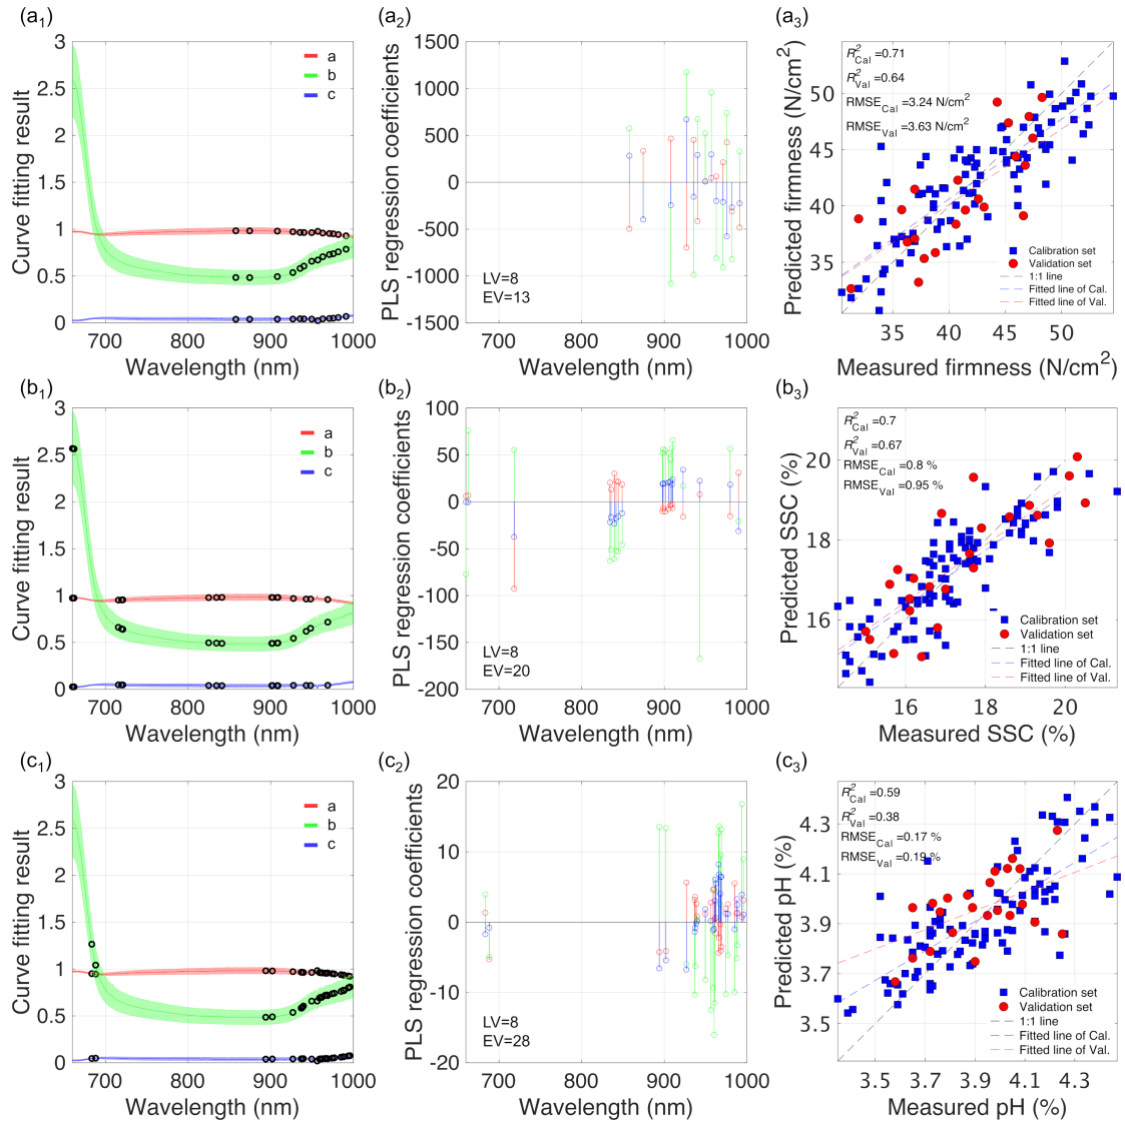 (a1)
3
2.5
2
1.5
1
0.5
0
700
800
900
1000
a
b
c
Curve fitting result
Wavelength (nm)
(a2)
1500
1000
500
0
-500
-1000
-1500
700
800
900
1000
LV=8
EV=13
PLS regression coefficients
Wavelength (nm)
(a3)
R²Cal =0.71
R²Val =0.64
RMSECal =3.24 N/cm²
RMSEVal =3.63 N/cm²
50
45
40
35
35
40
45
50
Calibration set
Validation set
1:1 line
Fitted line of Cal.
Fitted line of Val.
Predicted firmness (N/cm²)
Measured firmness (N/cm²)
(b1)
3
2.5
2
1.5
1
0.5
0
700
800
900
1000
a
b
c
Curve fitting result
Wavelength (nm)
(b2)
100
50
0
-50
-100
-150
-200
700
800
900
1000
LV=8
EV=20
PLS regression coefficients
Wavelength (nm)
(b3)
R²Cal =0.7
R²Val =0.67
RMSECal =0.8 %
RMSEVal =0.95 %
20
18
16
16
18
20
Calibration set
Validation set
1:1 line
Fitted line of Cal.
Fitted line of Val.
Predicted SSC (%)
Measured SSC (%)
(c1)
3
2.5
2
1.5
1
0.5
0
700
800
900
1000
a
b
c
Curve fitting result
Wavelength (nm)
(c2)
20
10
0
-10
-20
700
800
900
1000
LV=8
EV=28
PLS regression coefficients
Wavelength (nm)
(c3)
R²Cal =0.59
R²Val =0.38
RMSECal =0.17 %
RMSEVal =0.19 %
4.3
4.1
3.9
3.7
3.5
3.5
3.7
3.9
4.1
4.3
Calibration set
Validation set
1:1 line
Fitted line of Cal.
Fitted line of Val.
Predicted pH (%)
Measured pH (%)